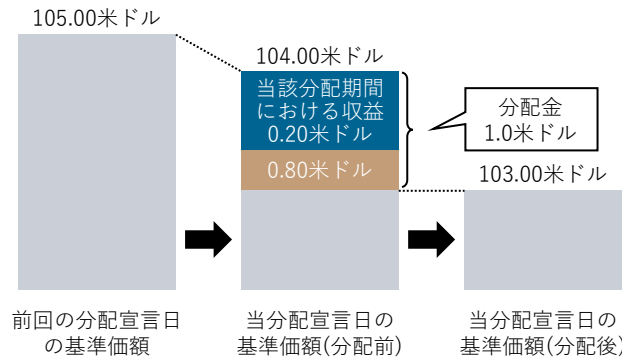 105.00米ドル
104.00米ドル
当該分配期間
における収益
0.20米ドル
0.80米ドル
分配金
1.0米ドル
103.00米ドル
前回の分配宣言日
の基準価額
当分配宣言日の
基準価額(分配前)
当分配宣言日の
基準価額(分配後)